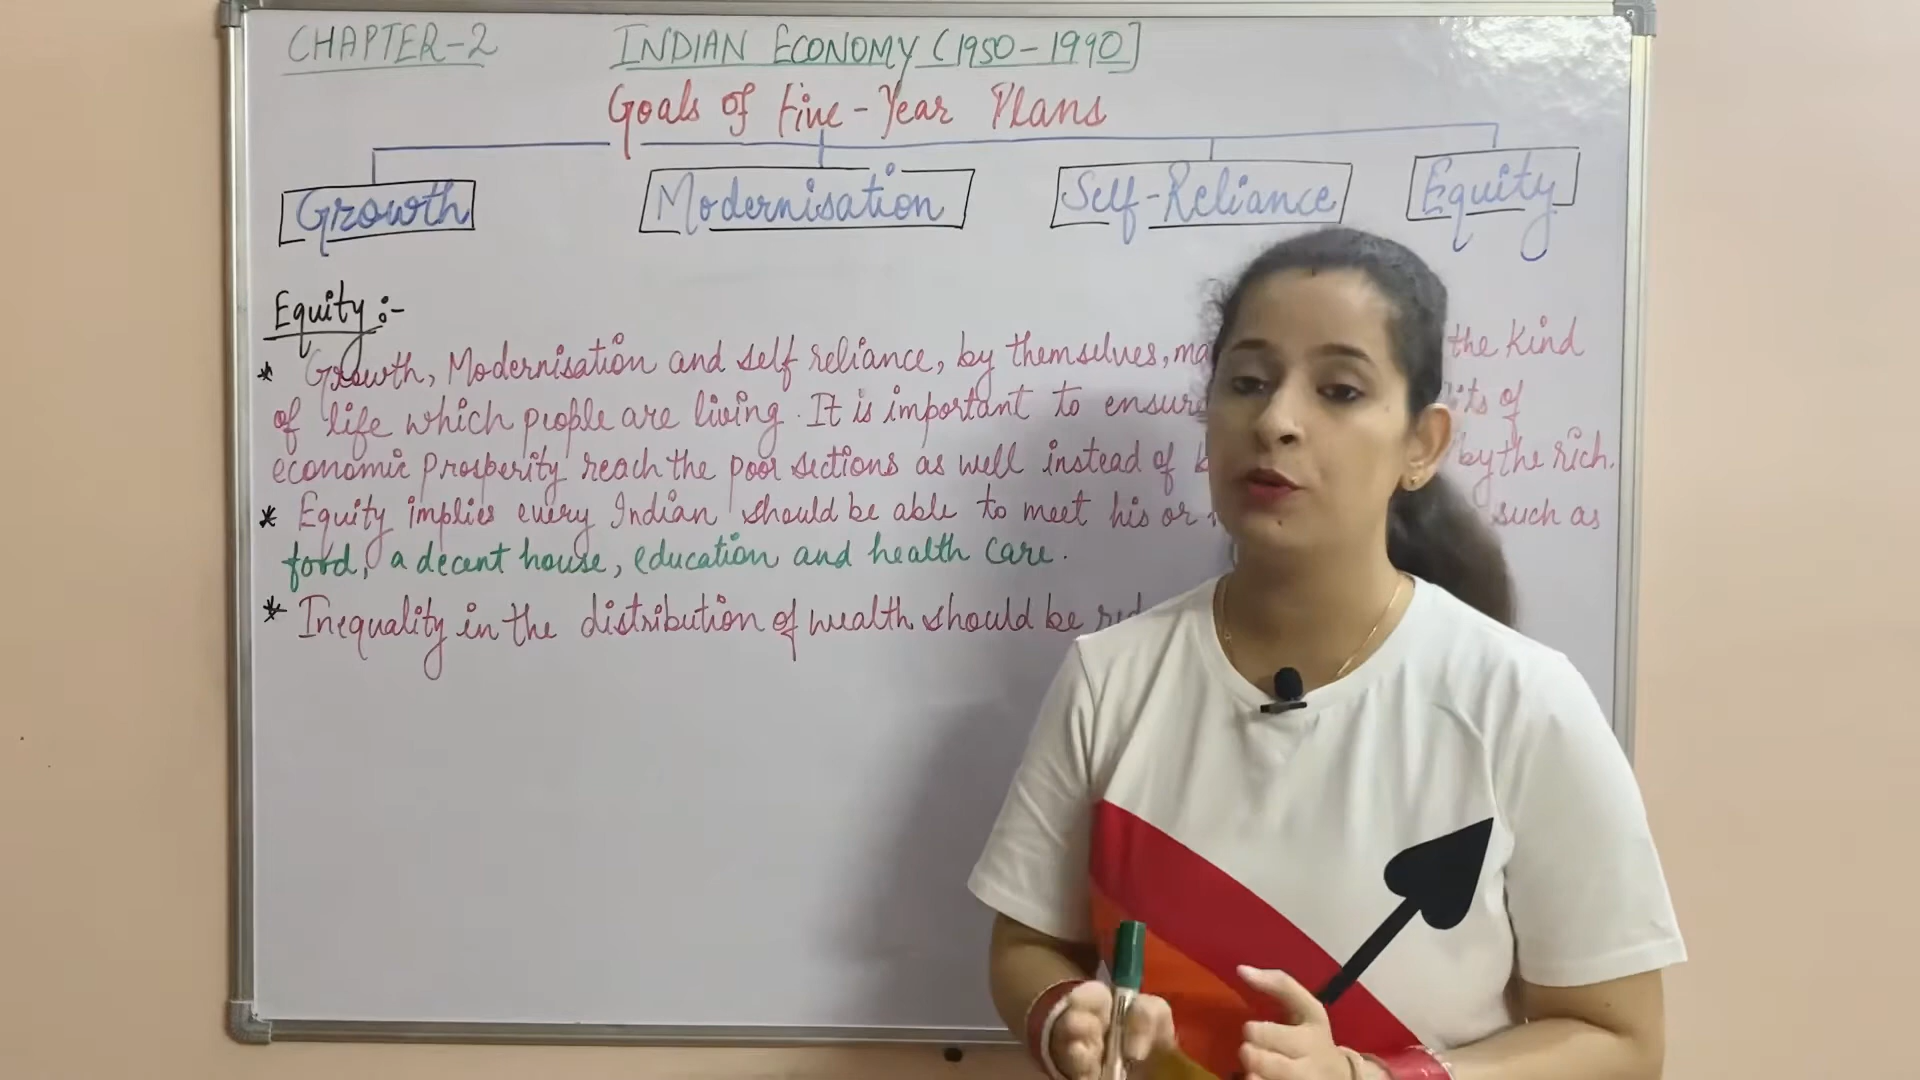 CHAPTER-2 INDIAN ECONOMY (1950-1990]
Goals of Five-Year Plans
Growth Modernisation Self-Reliance Equity
Equity :-
* Growth, Modernisation and self reliance, by themselves, the kind
of life which people are living. It is important to ensure of
economic prosperity reach the poor sections as well instead of by the rich.
* Equity implies every Indian should be able to meet his or such as
food, a decent house, education and health care.
* Inequality in the distribution of wealth should be